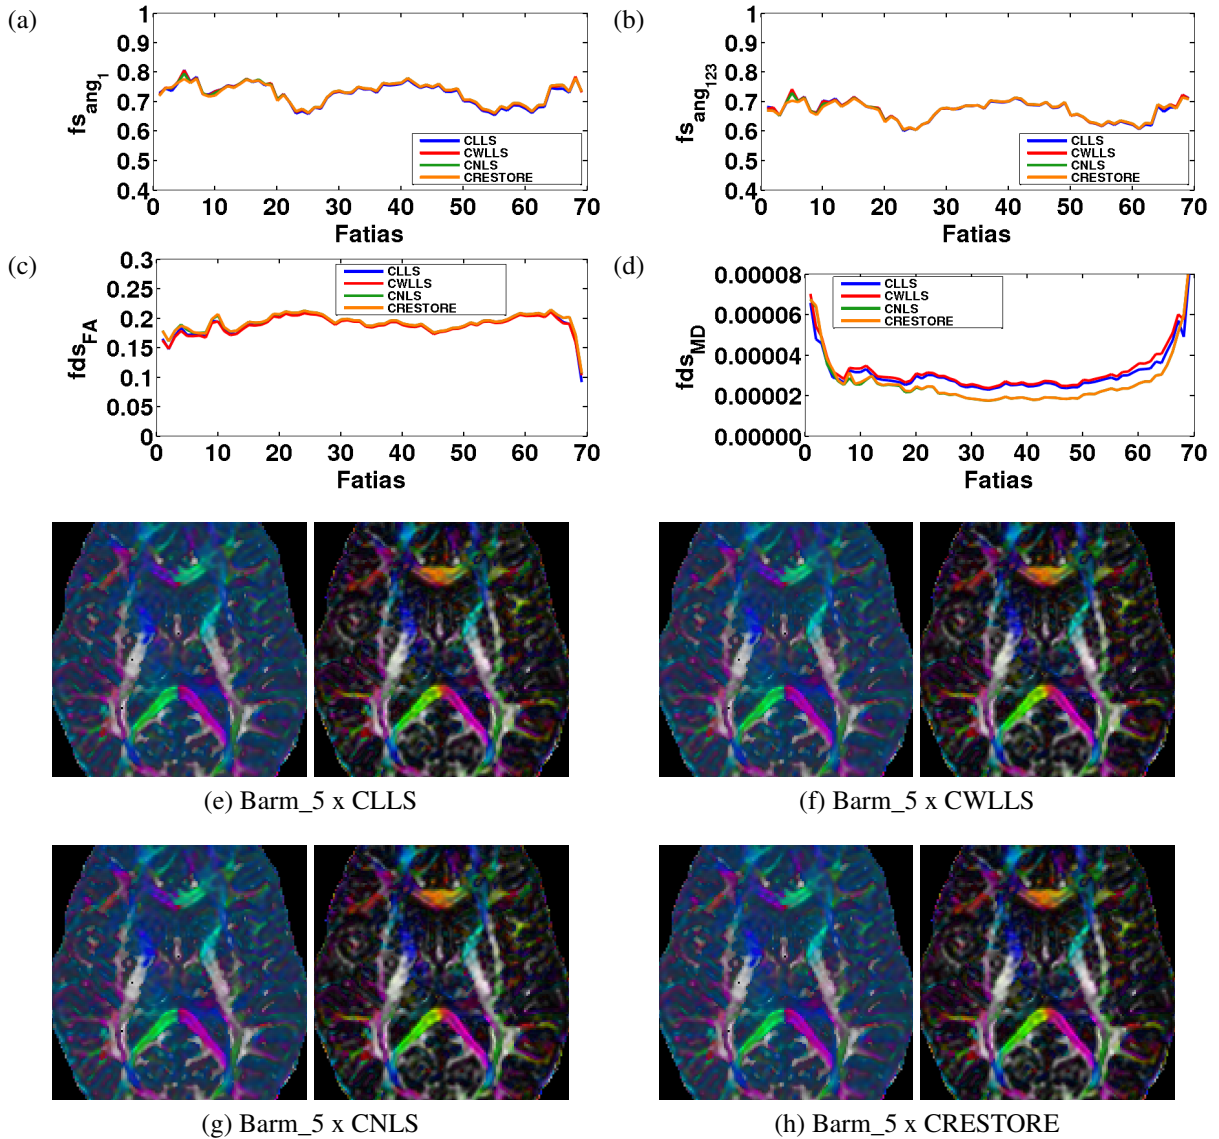 (a)
1
0.9
0.8
0.7
0.6
0.5
0.4
fs_ang_1
CLLS
CWLLS
CNLS
CRESTORE
0 10 20 30 40 50 60 70
Fatias
(b)
1
0.9
0.8
0.7
0.6
0.5
0.4
fs_ang_123
CLLS
CWLLS
CNLS
CRESTORE
0 10 20 30 40 50 60 70
Fatias
(c)
0.3
0.25
0.2
0.15
0.1
0.05
0
fds_FA
CLLS
CWLLS
CNLS
CRESTORE
0 10 20 30 40 50 60 70
Fatias
(d)
0.00008
0.00006
0.00004
0.00002
0.00000
fds_MD
CLLS
CWLLS
CNLS
CRESTORE
0 10 20 30 40 50 60 70
Fatias
(e) Barm_5 x CLLS
(f) Barm_5 x CWLLS
(g) Barm_5 x CNLS
(h) Barm_5 x CRESTORE